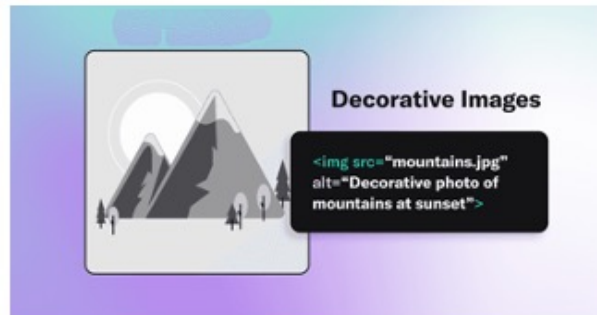 Decorative Images
<img src="mountains.jpg"
alt="Decorative photo of
mountains at sunset">